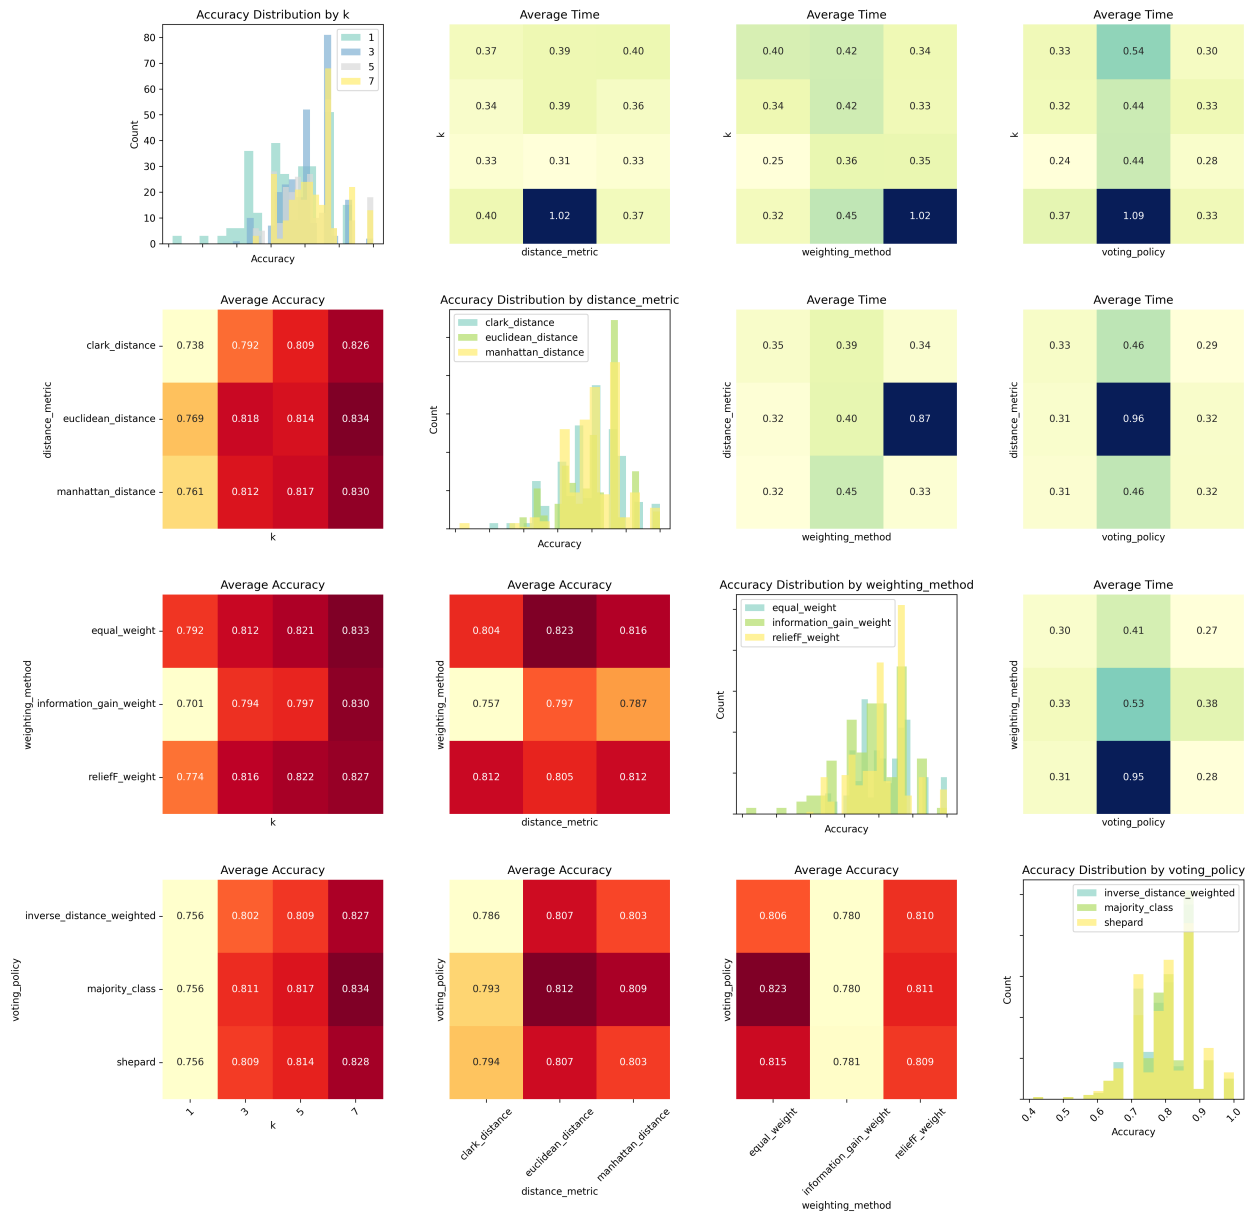 Accuracy Distribution by k
Count
80
70
60
50
40
30
20
10
0
1
3
5
7
Accuracy
Average Time
k
0.37 0.39 0.40
0.34 0.39 0.36
0.33 0.31 0.33
0.40 1.02 0.37
distance_metric
Average Time
k
0.40 0.42 0.34
0.34 0.42 0.33
0.25 0.36 0.35
0.32 0.45 1.02
weighting_method
Average Time
k
0.33 0.54 0.30
0.32 0.44 0.33
0.24 0.44 0.28
0.37 1.09 0.33
voting_policy
Average Accuracy
distance_metric
clark_distance 0.738 0.792 0.809 0.826
euclidean_distance 0.769 0.818 0.814 0.834
manhattan_distance 0.761 0.812 0.817 0.830
k
Accuracy Distribution by distance_metric
Count
clark_distance
euclidean_distance
manhattan_distance
Accuracy
Average Time
distance_metric
0.35 0.39 0.34
0.32 0.40 0.87
0.32 0.45 0.33
weighting_method
Average Time
distance_metric
0.33 0.46 0.29
0.31 0.96 0.32
0.31 0.46 0.32
voting_policy
Average Accuracy
weighting_method
equal_weight 0.792 0.812 0.821 0.833
information_gain_weight 0.701 0.794 0.797 0.830
reliefF_weight 0.774 0.816 0.822 0.827
k
Average Accuracy
weighting_method
0.804 0.823 0.816
0.757 0.797 0.787
0.812 0.805 0.812
distance_metric
Accuracy Distribution by weighting_method
Count
equal_weight
information_gain_weight
reliefF_weight
Accuracy
Average Time
weighting_method
0.30 0.41 0.27
0.33 0.53 0.38
0.31 0.95 0.28
voting_policy
Average Accuracy
voting_policy
inverse_distance_weighted 0.756 0.802 0.809 0.827
majority_class 0.756 0.811 0.817 0.834
shepard 0.756 0.809 0.814 0.828
1 3 5 7
k
Average Accuracy
voting_policy
0.786 0.807 0.803
0.793 0.812 0.809
0.794 0.807 0.803
clark_distance euclidean_distance manhattan_distance
distance_metric
Average Accuracy
voting_policy
0.806 0.780 0.810
0.823 0.780 0.811
0.815 0.781 0.809
equal_weight information_gain_weight reliefF_weight
weighting_method
Accuracy Distribution by voting_policy
Count
inverse_distance_weighted
majority_class
shepard
0.4 0.5 0.6 0.7 0.8 0.9 1.0
Accuracy